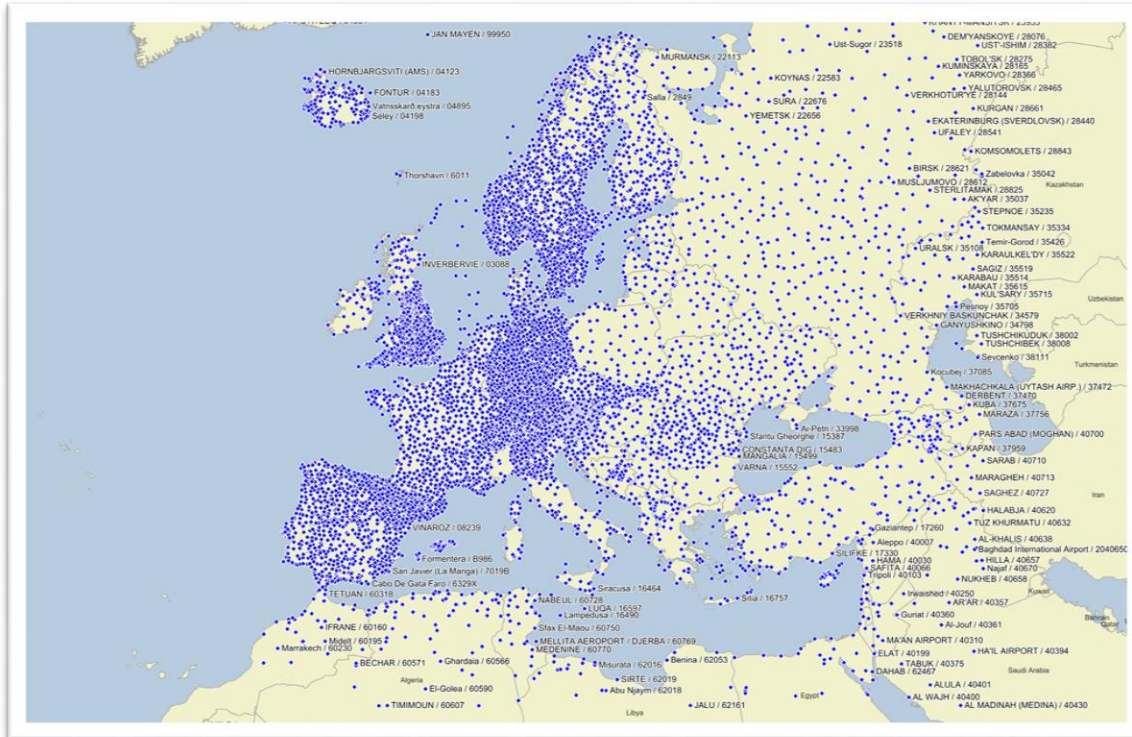 JAN MAYEN / 99950
DEM'YANSKOYE / 28076
Ust-Sugor / 23518
UST'-ISHIM / 28382
MURMANSK / 22113
TOBOL'SK / 28275
KUMINSKAYA / 28165
HORNBJARGSVITI (AMS) / 04123
YARKOVO / 28366
KOYNAS / 22583
YALUTOROVSK / 28465
FONTUR / 04183
VERKHOTUR'YE / 28144
Salla / 2849
SURA / 22676
Vatnsskarð eystra / 04895
KURGAN / 28661
Seley / 04198
YEMETSK / 22656
EKATERINBURG (SVERDLOVSK) / 28440
UFALEY / 28541
KOMSOMOLETS / 28843
BIRSK / 28621
Thorshavn / 6011
Zabelovka / 35042
MUSLJUMOVO / 28612
Kazakhstan
STERLITAMAK / 28825
AK'YAR / 35037
STEPNOE / 35235
TOKMANSAY / 35334
Temir-Gorod / 35426
URALSK / 35108
KARAULKEL'DY / 35522
INVERBERVIE / 03088
SAGIZ / 35519
KARABAU / 35514
MAKAT / 35615
KUL'SARY / 35715
Uzbekistan
Pesnoy / 35705
VERKHNIY BASKUNCHAK / 34579
GANYUSHKINO / 34798
TUSHCHIKUDUK / 38002
TUSHCHIBEK / 38008
Sevcenko / 38111
Turkmenistan
Kocubej / 37085
MAKHACHKALA (UYTASH AIRP.) / 37472
DERBENT / 37470
KUBA / 37675
MARAZA / 37756
Ai-Petri / 33998
PARS ABAD (MOGHAN) / 40700
Sfantu Gheorghe / 15387
KAPAN / 37959
CONSTANTA DIG / 15483
MANGALIA / 15499
SARAB / 40710
VARNA / 15552
MARAGHEH / 40713
SAGHEZ / 40727
Iran
HALABJA / 40620
VINAROZ / 08239
Gaziantep / 17260
TUZ KHURMATU / 40632
Aleppo / 40007
AL-KHALIS / 40638
Baghdad International Airport / 2040650
SILIFKE / 17330
Formentera / B986
HAMA / 40030
HILLA / 40657
SAFITA / 40066
Najaf / 40670
San Javier (La Manga) / 7019B
Tripoli / 40103
NUKHEB / 40658
Cabo De Gata Faro / 6329X
Siracusa / 16464
Kuwait
TETUAN / 60318
NABEUL / 60728
Sitia / 16757
Irwaished / 40250
LUQA / 16597
AR'AR / 40357
Lampedusa / 16490
Guriat / 40360
Bahrain
IFRANE / 60160
Sfax El-Maou / 60750
Al-Jouf / 40361
Qatar
Midelt / 60195
MELLITA AEROPORT / DJERBA / 60769
MA'AN AIRPORT / 40310
Marrakech / 60230
MEDENINE / 60770
ELAT / 40199
HA'IL AIRPORT / 40394
BECHAR / 60571
Ghardaia / 60566
Misurata / 62016
Benina / 62053
TABUK / 40375
DAHAB / 62467
Saudi Arabia
Algeria
SIRTE / 62019
ALULA / 40401
El-Golea / 60590
Abu Njaym / 62018
Egypt
AL WAJH / 40400
TIMIMOUN / 60607
Libya
JALU / 62161
AL MADINAH (MEDINA) / 40430